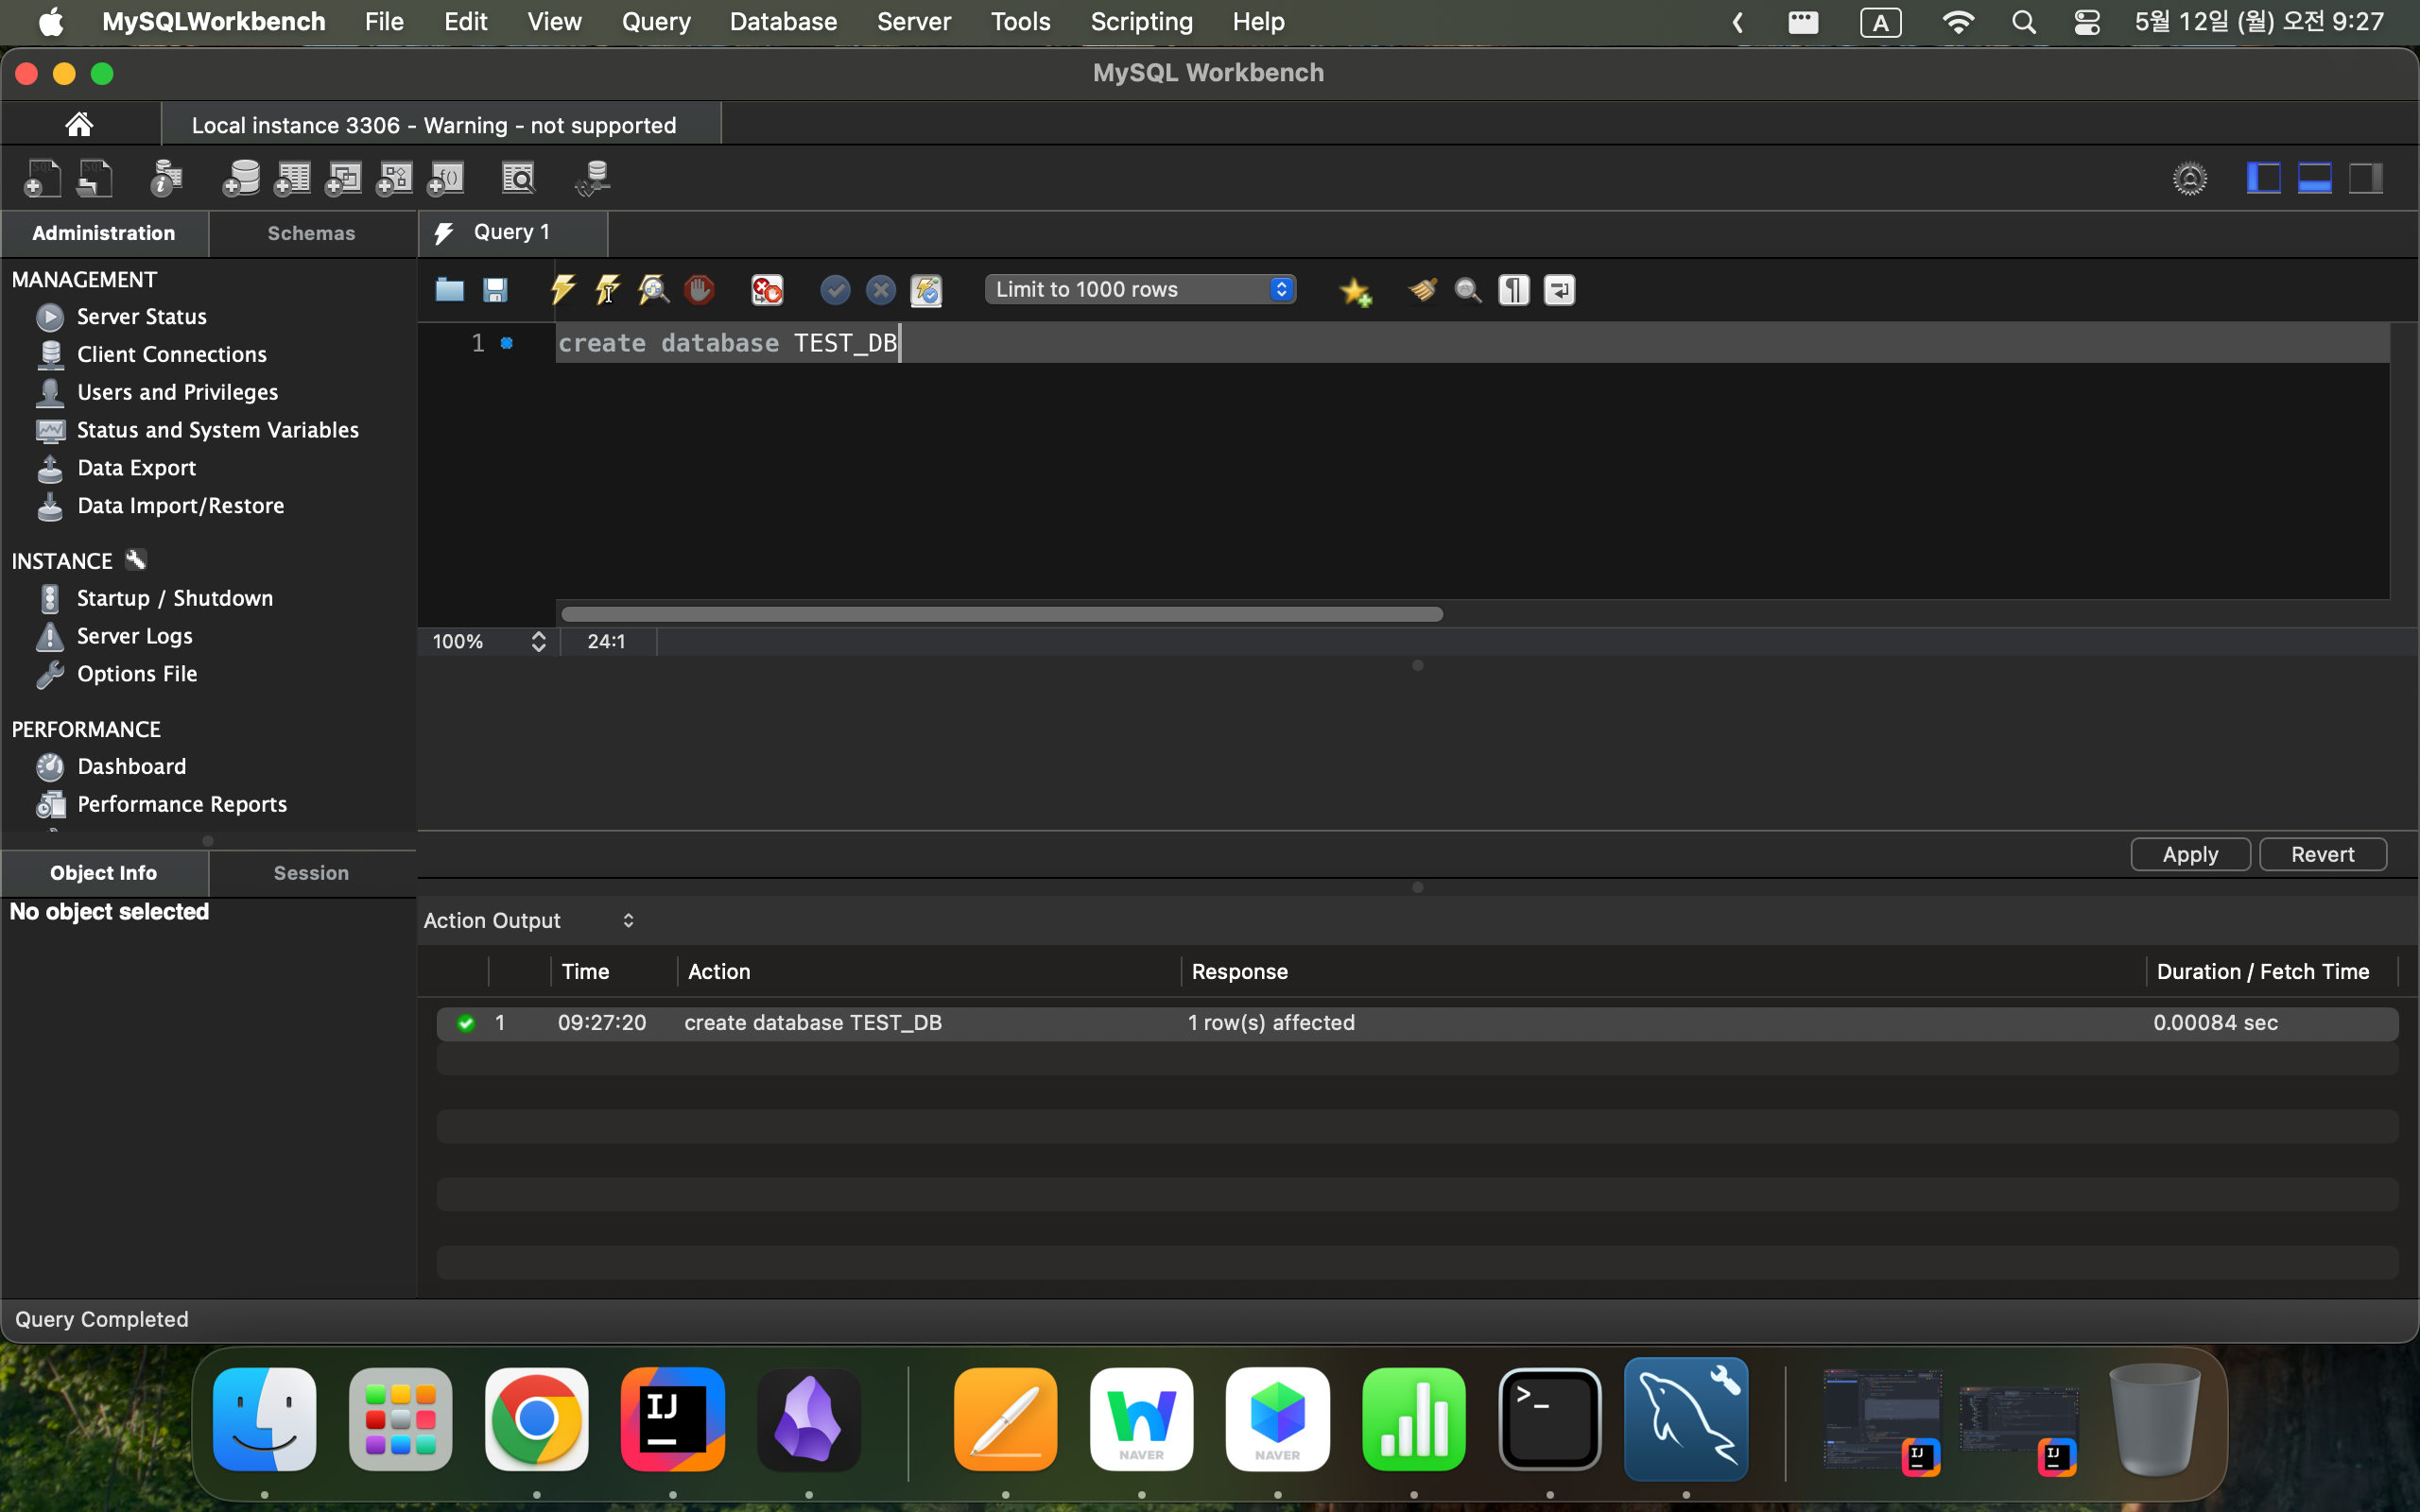 MySQLWorkbench File Edit View Query Database Server Tools Scripting Help A 5월 12일 (월) 오전 9:27
MySQL Workbench
Local instance 3306 - Warning - not supported
Administration Schemas Query 1
MANAGEMENT
Server Status
Client Connections
Users and Privileges
Status and System Variables
Data Export
Data Import/Restore
INSTANCE
Startup / Shutdown
Server Logs
Options File
PERFORMANCE
Dashboard
Performance Reports
Limit to 1000 rows
1 create database TEST_DB
100% 24:1
Apply Revert
Object Info Session
No object selected
Action Output
Time Action Response Duration / Fetch Time
1 09:27:20 create database TEST_DB 1 row(s) affected 0.00084 sec
Query Completed
IJ
NAVER
NAVER
>_
IJ
IJ